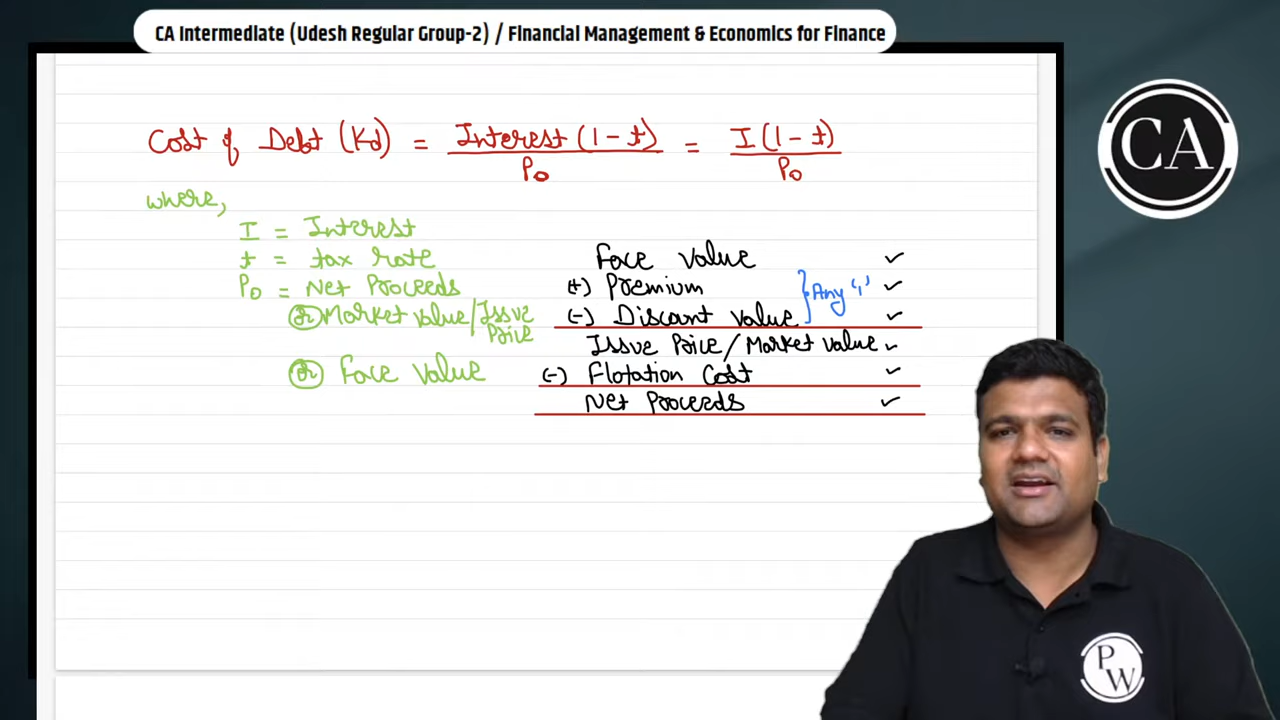 CA Intermediate (Udesh Regular Group-2) / Financial Management & Economics for Finance
CA
Cost of Debt (Kd) = Interest (1 - t) / P0 = I (1 - t) / P0
where,
I = Interest
t = tax rate
P0 = Net Proceeds
or Market Value/Issue Price
or Face Value
Face Value ✓
(+) Premium ✓
(-) Discount Value ✓
} Any '1'
Issue Price/Market Value ✓
(-) Flotation Cost ✓
Net Proceeds ✓
P
W